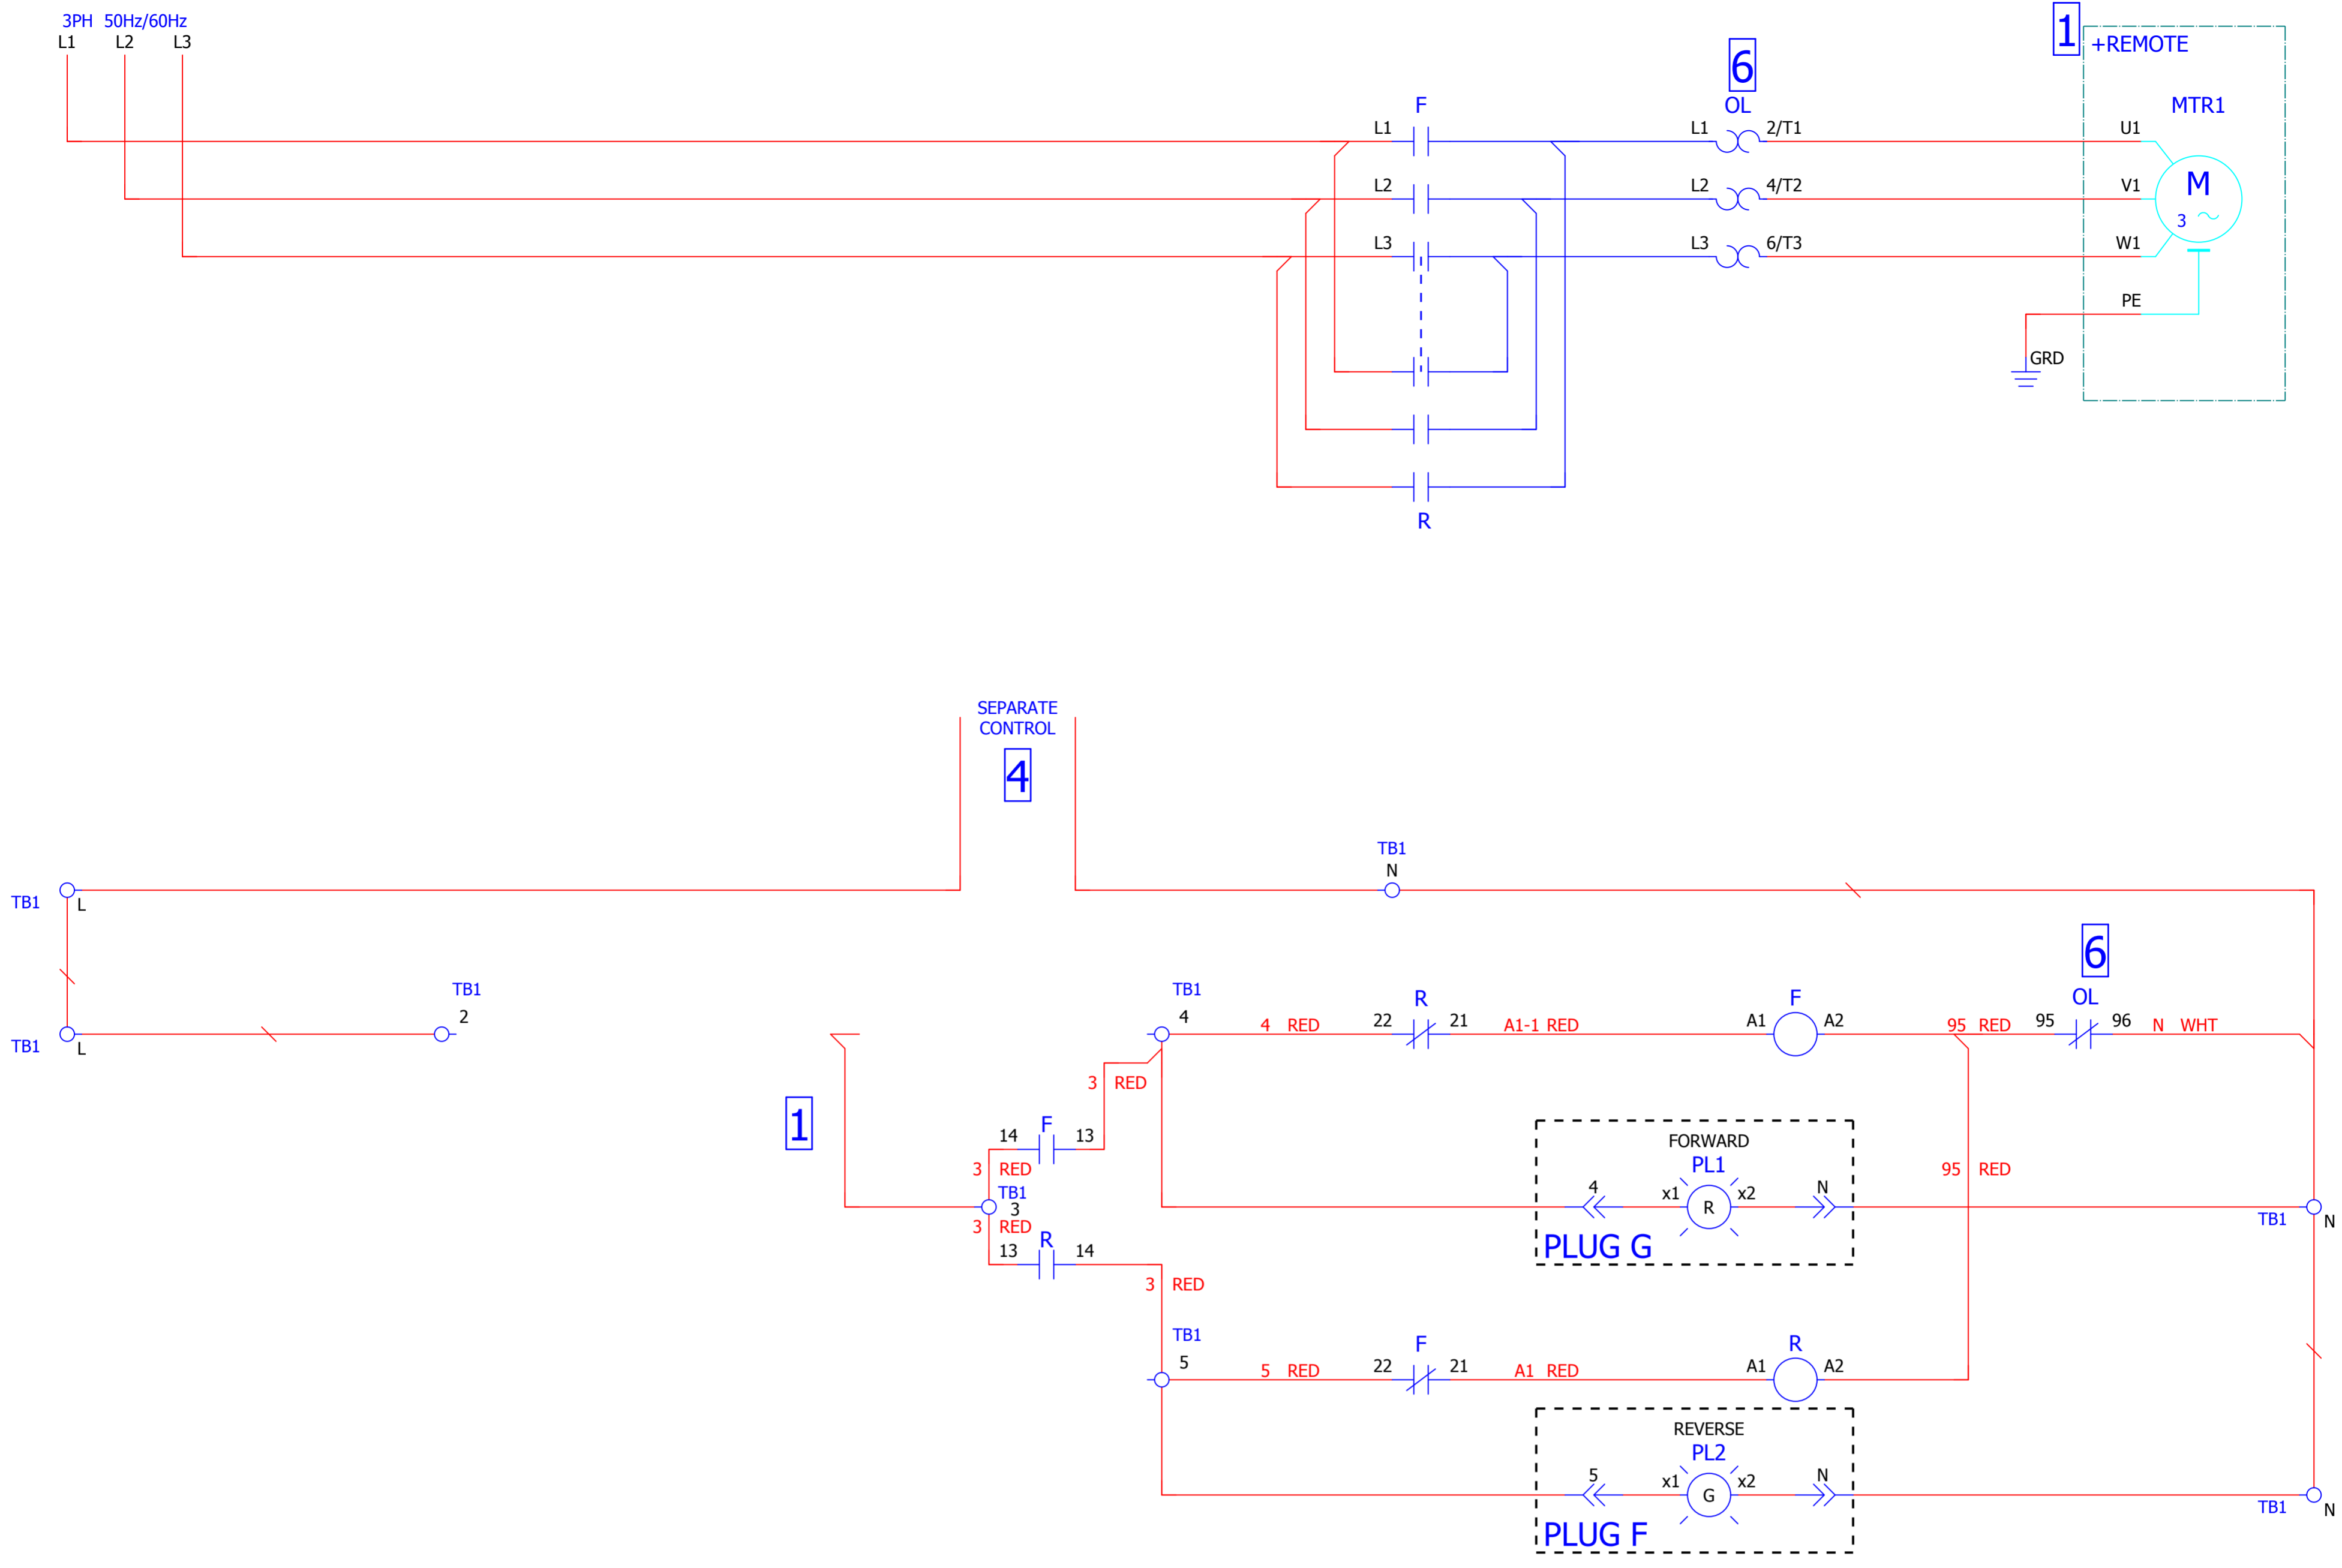 3PH 50Hz/60Hz
L1 L2 L3
1
+REMOTE
6
F
OL
MTR1
L1
L1
2/T1
U1
L2
L2
4/T2
V1
M
3
L3
L3
6/T3
W1
PE
GRD
R
SEPARATE
CONTROL
4
TB1
N
TB1
L
6
TB1
2
TB1
4
4 RED
22
R
21
A1-1 RED
A1
F
A2
95 RED
95
OL
96
N WHT
TB1
L
3 RED
1
14
F
13
3 RED
TB1
3
3 RED
13
R
14
3 RED
FORWARD
PL1
4
x1
R
x2
N
PLUG G
95 RED
TB1
N
TB1
5
5 RED
22
F
21
A1 RED
A1
R
A2
REVERSE
PL2
5
x1
G
x2
N
PLUG F
TB1
N